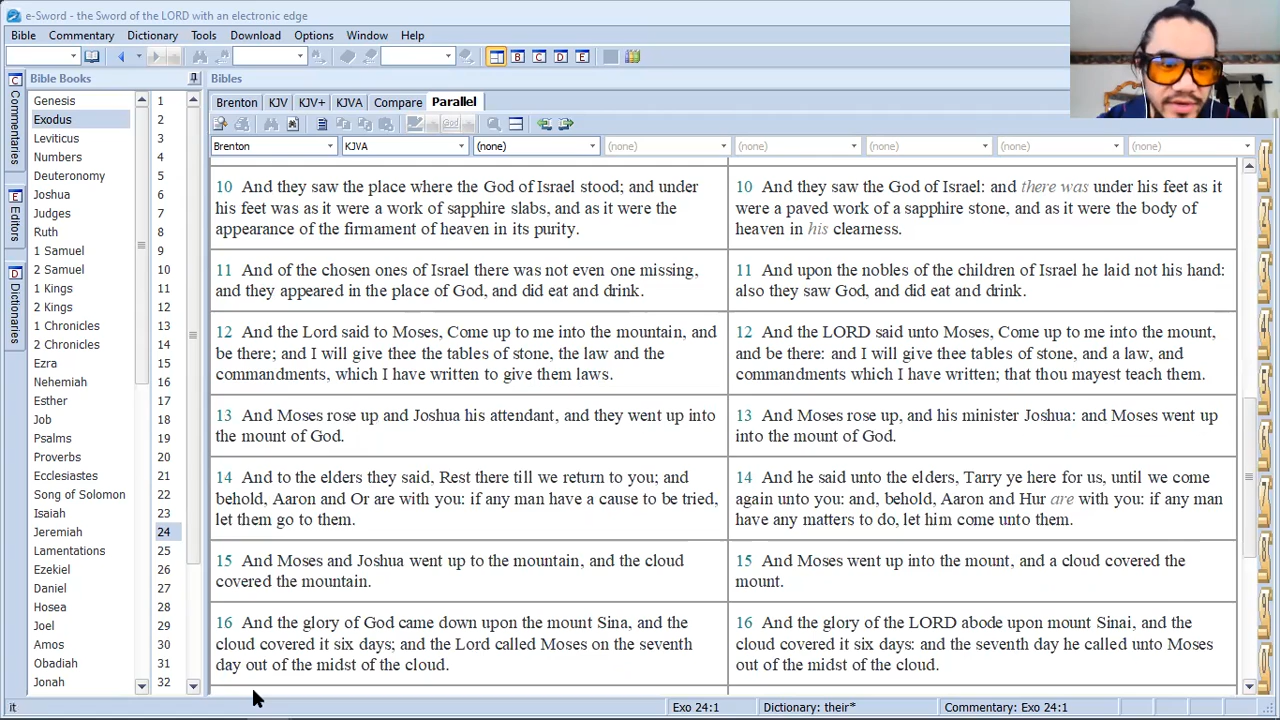 e-Sword - the Sword of the LORD with an electronic edge
Bible Commentary Dictionary Tools Download Options Window Help
B C D E
Bible Books
Bibles
C Commentaries
E Editors
D Dictionaries
Brenton KJV KJV+ KJVA Compare Parallel
Brenton KJVA (none) (none) (none) (none) (none) (none)
Genesis
Exodus
Leviticus
Numbers
Deuteronomy
Joshua
Judges
Ruth
1 Samuel
2 Samuel
1 Kings
2 Kings
1 Chronicles
2 Chronicles
Ezra
Nehemiah
Esther
Job
Psalms
Proverbs
Ecclesiastes
Song of Solomon
Isaiah
Jeremiah
Lamentations
Ezekiel
Daniel
Hosea
Joel
Amos
Obadiah
Jonah
1
2
3
4
5
6
7
8
9
10
11
12
13
14
15
16
17
18
19
20
21
22
23
24
25
26
27
28
29
30
31
32
10 And they saw the place where the God of Israel stood; and under
his feet was as it were a work of sapphire slabs, and as it were the
appearance of the firmament of heaven in its purity.
11 And of the chosen ones of Israel there was not even one missing,
and they appeared in the place of God, and did eat and drink.
12 And the Lord said to Moses, Come up to me into the mountain, and
be there; and I will give thee the tables of stone, the law and the
commandments, which I have written to give them laws.
13 And Moses rose up and Joshua his attendant, and they went up into
the mount of God.
14 And to the elders they said, Rest there till we return to you; and
behold, Aaron and Or are with you: if any man have a cause to be tried,
let them go to them.
15 And Moses and Joshua went up to the mountain, and the cloud
covered the mountain.
16 And the glory of God came down upon the mount Sina, and the
cloud covered it six days; and the Lord called Moses on the seventh
day out of the midst of the cloud.
10 And they saw the God of Israel: and there was under his feet as it
were a paved work of a sapphire stone, and as it were the body of
heaven in his clearness.
11 And upon the nobles of the children of Israel he laid not his hand:
also they saw God, and did eat and drink.
12 And the LORD said unto Moses, Come up to me into the mount,
and be there: and I will give thee tables of stone, and a law, and
commandments which I have written; that thou mayest teach them.
13 And Moses rose up, and his minister Joshua: and Moses went up
into the mount of God.
14 And he said unto the elders, Tarry ye here for us, until we come
again unto you: and, behold, Aaron and Hur are with you: if any man
have any matters to do, let him come unto them.
15 And Moses went up into the mount, and a cloud covered the
mount.
16 And the glory of the LORD abode upon mount Sinai, and the
cloud covered it six days: and the seventh day he called unto Moses
out of the midst of the cloud.
1
2
3
4
5
6
7
8
9
it Exo 24:1 Dictionary: their* Commentary: Exo 24:1